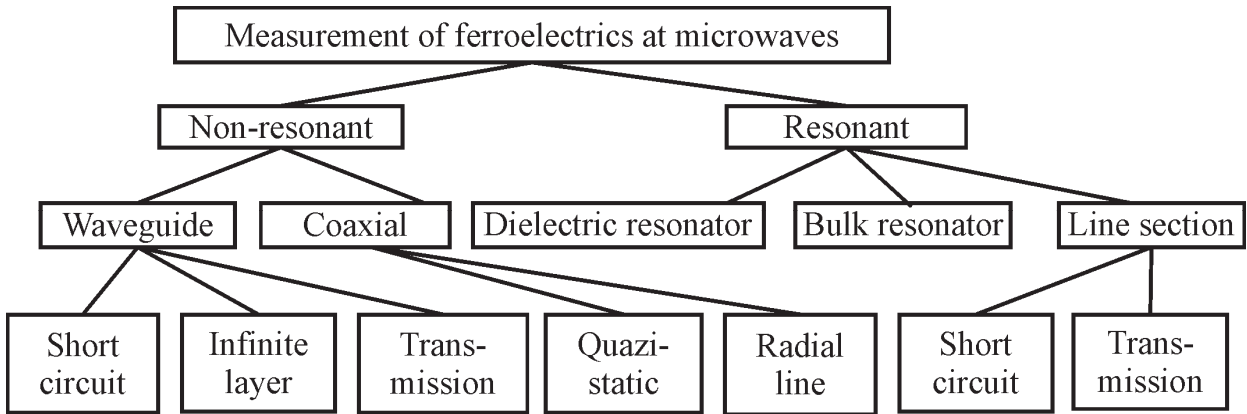 Measurement of ferroelectrics at microwaves
Non-resonant
Resonant
Waveguide
Coaxial
Dielectric resonator
Bulk resonator
Line section
Short
circuit
Infinite
layer
Trans-
mission
Quazi-
static
Radial
line
Short
circuit
Trans-
mission